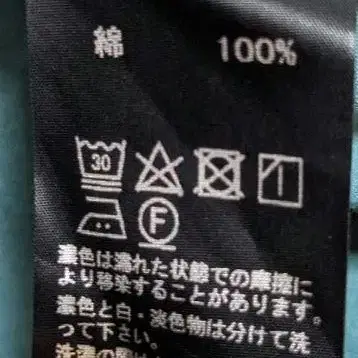 綿 100%
30
F
濃色は濡れた状態での摩擦に
より移染することがあります。
濃色と白・淡色物は分けて洗
って下さい。